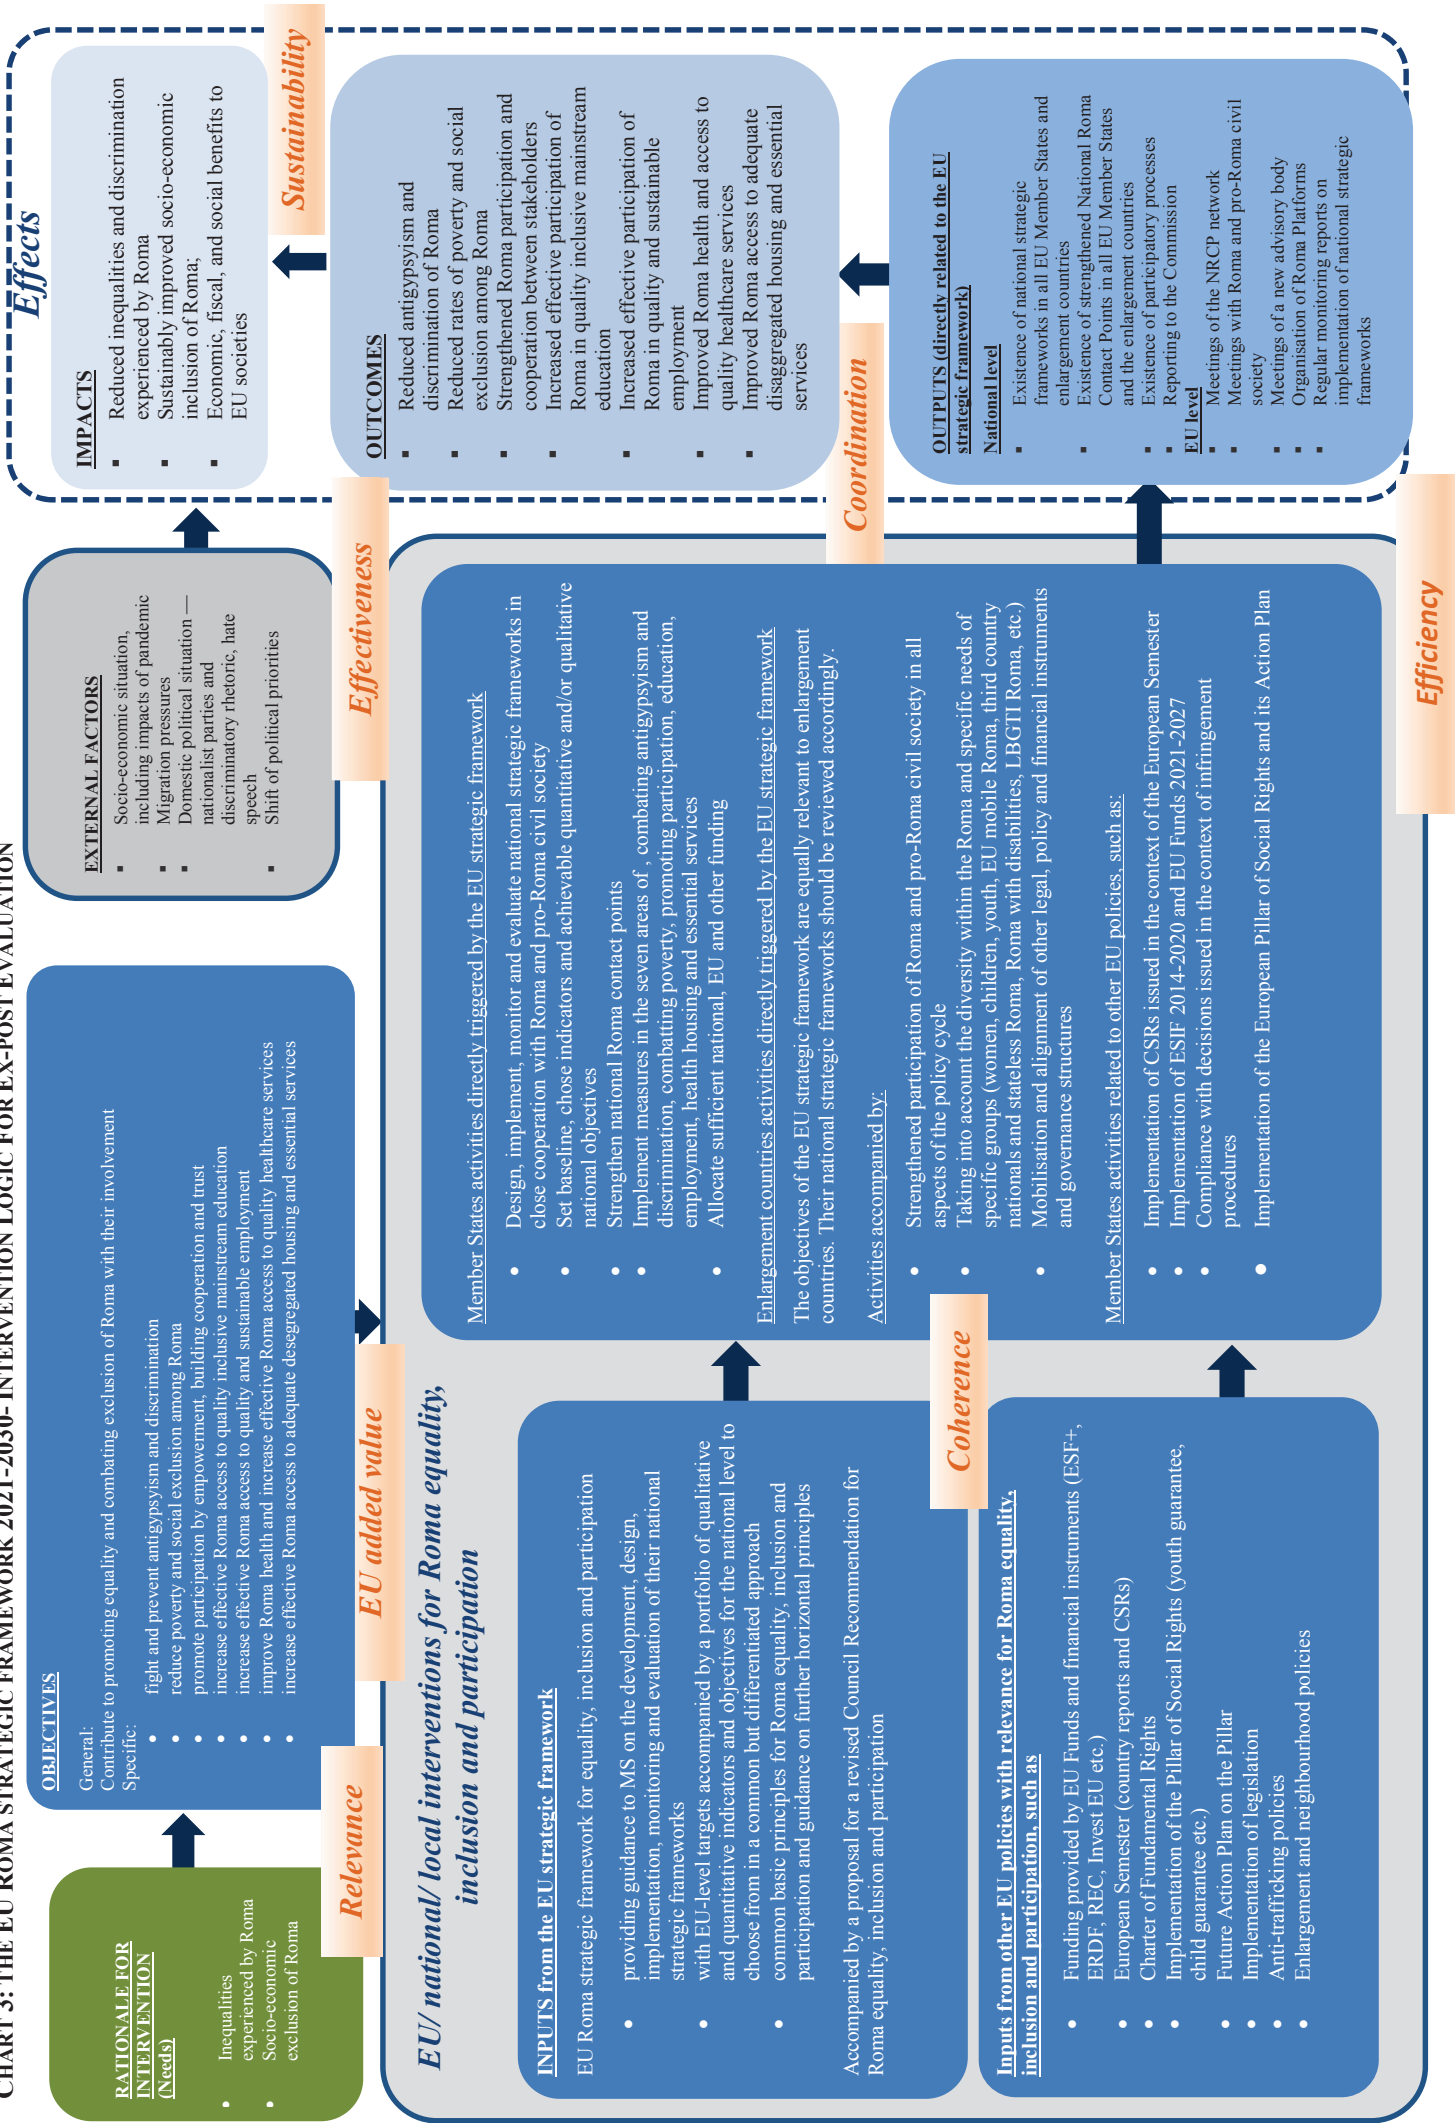 CHART 3: THE EU ROMA STRATEGIC FRAMEWORK 2021-2030- INTERVENTION LOGIC FOR EX-POST EVALUATION
RATIONALE FOR
INTERVENTION
(Needs)
Inequalities
experienced by Roma
Socio-economic
exclusion of Roma
Relevance
OBJECTIVES
General:
Contribute to promoting equality and combating exclusion of Roma with their involvement
Specific:
fight and prevent antigypsyism and discrimination
reduce poverty and social exclusion among Roma
promote participation by empowerment, building cooperation and trust
increase effective Roma access to quality inclusive mainstream education
increase effective Roma access to quality and sustainable employment
improve Roma health and increase effective Roma access to quality healthcare services
increase effective Roma access to adequate desegregated housing and essential services
EU added value
EXTERNAL FACTORS
Socio-economic situation,
including impacts of pandemic
Migration pressures
Domestic political situation —
nationalist parties and
discriminatory rhetoric, hate
speech
Shift of political priorities
Effectiveness
Effects
IMPACTS
Reduced inequalities and discrimination
experienced by Roma
Sustainably improved socio-economic
inclusion of Roma;
Economic, fiscal, and social benefits to
EU societies
Sustainability
OUTCOMES
Reduced antigypsyism and
discrimination of Roma
Reduced rates of poverty and social
exclusion among Roma
Strengthened Roma participation and
cooperation between stakeholders
Increased effective participation of
Roma in quality inclusive mainstream
education
Increased effective participation of
Roma in quality and sustainable
employment
Improved Roma health and access to
quality healthcare services
Improved Roma access to adequate
disaggregated housing and essential
services
Coordination
OUTPUTS (directly related to the EU
strategic framework)
National level
Existence of national strategic
frameworks in all EU Member States and
enlargement countries
Existence of strengthened National Roma
Contact Points in all EU Member States
and the enlargement countries
Existence of participatory processes
Reporting to the Commission
EU level
Meetings of the NRCP network
Meetings with Roma and pro-Roma civil
society
Meetings of a new advisory body
Organisation of Roma Platforms
Regular monitoring reports on
implementation of national strategic
frameworks
EU/ national/ local interventions for Roma equality,
inclusion and participation
INPUTS from the EU strategic framework
EU Roma strategic framework for equality, inclusion and participation
providing guidance to MS on the development, design,
implementation, monitoring and evaluation of their national
strategic frameworks
with EU-level targets accompanied by a portfolio of qualitative
and quantitative indicators and objectives for the national level to
choose from in a common but differentiated approach
common basic principles for Roma equality, inclusion and
participation and guidance on further horizontal principles
Accompanied by a proposal for a revised Council Recommendation for
Roma equality, inclusion and participation
Coherence
Inputs from other EU policies with relevance for Roma equality,
inclusion and participation, such as
Funding provided by EU Funds and financial instruments (ESF+,
ERDF, REC, Invest EU etc.)
European Semester (country reports and CSRs)
Charter of Fundamental Rights
Implementation of the Pillar of Social Rights (youth guarantee,
child guarantee etc.)
Future Action Plan on the Pillar
Implementation of legislation
Anti-trafficking policies
Enlargement and neighbourhood policies
Member States activities directly triggered by the EU strategic framework
Design, implement, monitor and evaluate national strategic frameworks in
close cooperation with Roma and pro-Roma civil society
Set baseline, chose indicators and achievable quantitative and/or qualitative
national objectives
Strengthen national Roma contact points
Implement measures in the seven areas of , combating antigypsyism and
discrimination, combatting poverty, promoting participation, education,
employment, health housing and essential services
Allocate sufficient national, EU and other funding
Enlargement countries activities directly triggered by the EU strategic framework
The objectives of the EU strategic framework are equally relevant to enlargement
countries. Their national strategic frameworks should be reviewed accordingly.
Activities accompanied by:
Strengthened participation of Roma and pro-Roma civil society in all
aspects of the policy cycle
Taking into account the diversity within the Roma and specific needs of
specific groups (women, children, youth, EU mobile Roma, third country
nationals and stateless Roma, Roma with disabilities, LBGTI Roma, etc.)
Mobilisation and alignment of other legal, policy and financial instruments
and governance structures
Member States activities related to other EU policies, such as:
Implementation of CSRs issued in the context of the European Semester
Implementation of ESIF 2014-2020 and EU Funds 2021-2027
Compliance with decisions issued in the context of infringement
procedures
Implementation of the European Pillar of Social Rights and its Action Plan
Efficiency